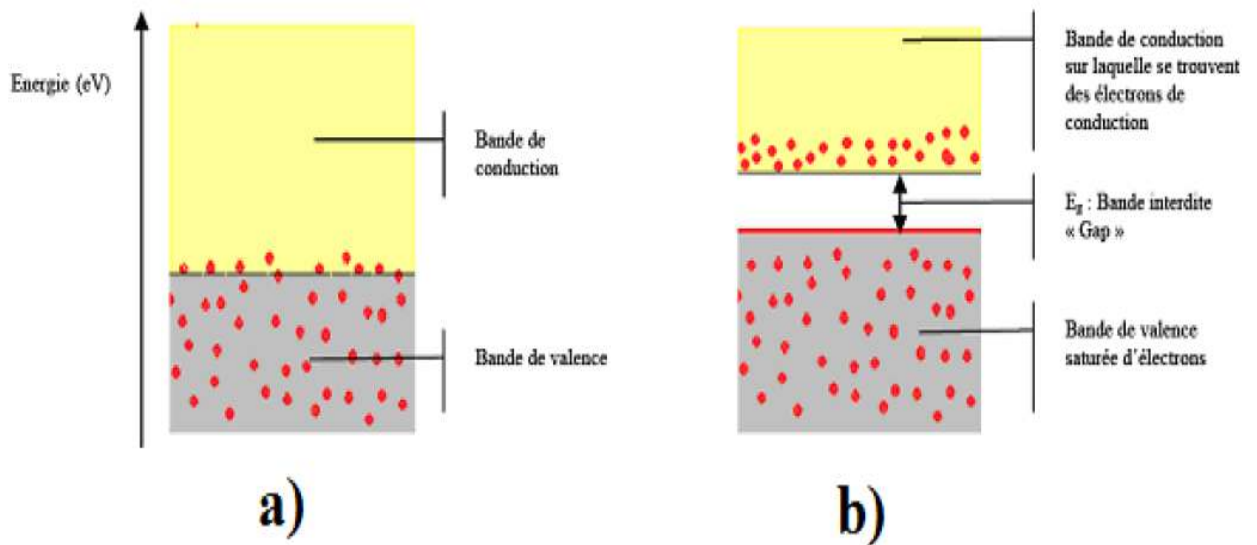 Energie (eV)
Bande de
conduction
Bande de valence
a)
Bande de conduction
sur laquelle se trouvent
des électrons de
conduction
Eg : Bande interdite
« Gap »
Bande de valence
saturée d'électrons
b)